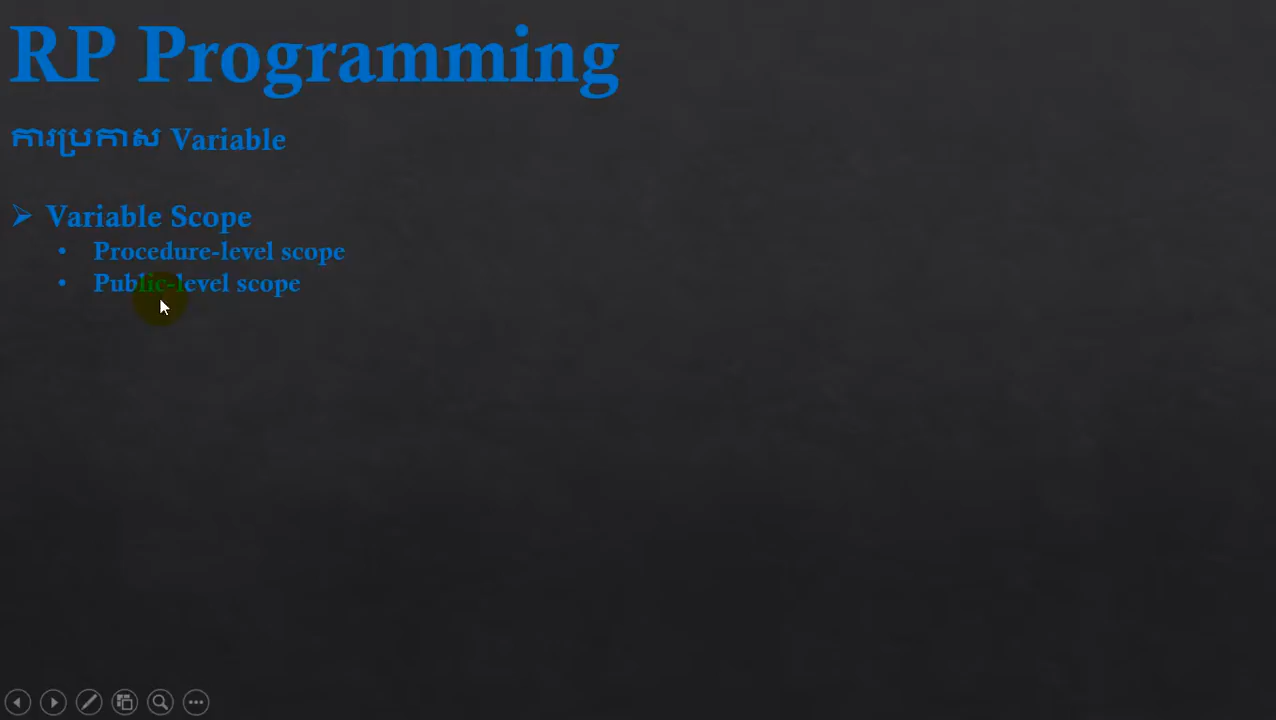 RP Programming
ការប្រកាស Variable
➢ Variable Scope
• Procedure-level scope
• Public-level scope